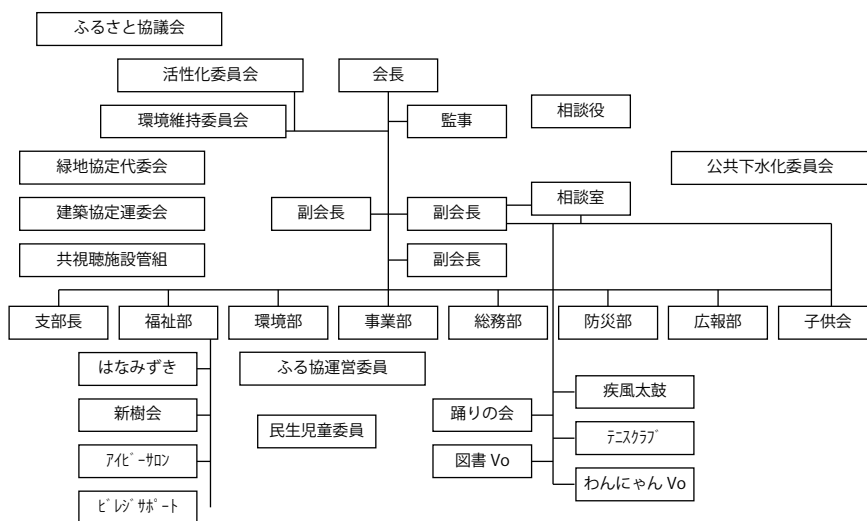 ふるさと協議会
活性化委員会
会長
環境維持委員会
監事
相談役
緑地協定代委会
公共下水化委員会
相談室
建築協定運委会
副会長
副会長
共視聴施設管組
副会長
支部長
福祉部
環境部
事業部
総務部
防災部
広報部
子供会
はなみずき
ふる協運営委員
疾風太鼓
新樹会
踊りの会
民生児童委員
ﾃﾆｽｸﾗﾌﾞ
ｱｲﾋﾞｰサﾛﾝ
図書 Vo
わんにゃん Vo
ﾋﾞﾚｼﾞｻﾎﾟｰﾄ